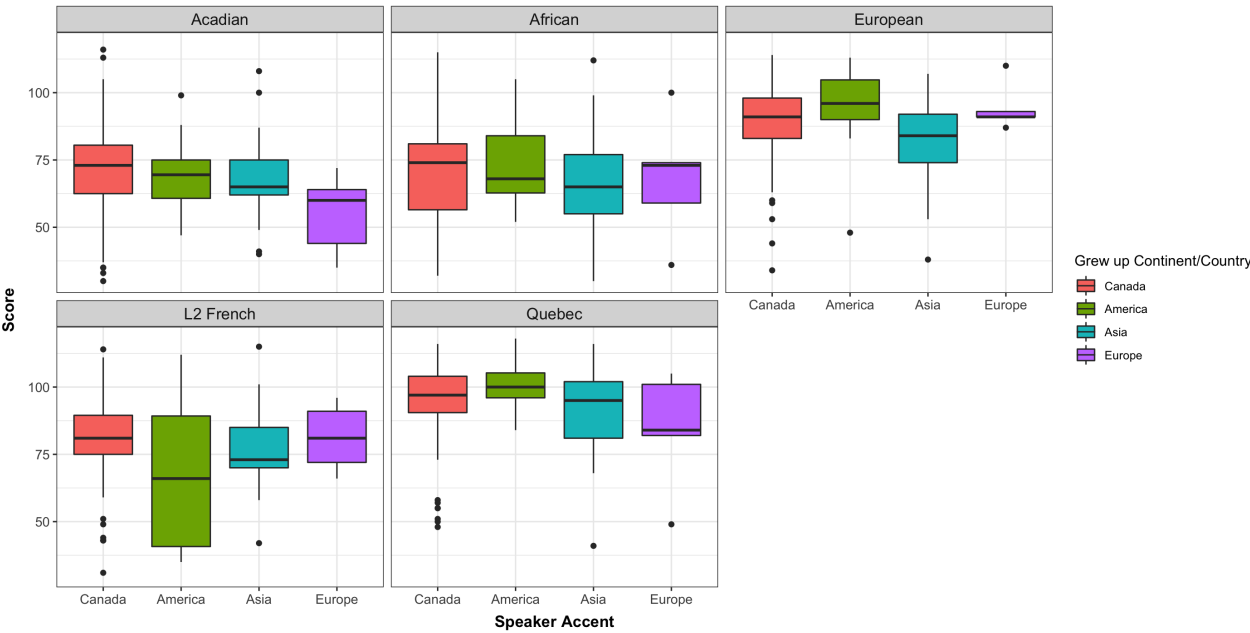 Acadian African European
100
75
50
Canada America Asia Europe
L2 French Quebec
100
75
50
Canada America Asia Europe Canada America Asia Europe
Score
Speaker Accent
Grew up Continent/Country
Canada
America
Asia
Europe